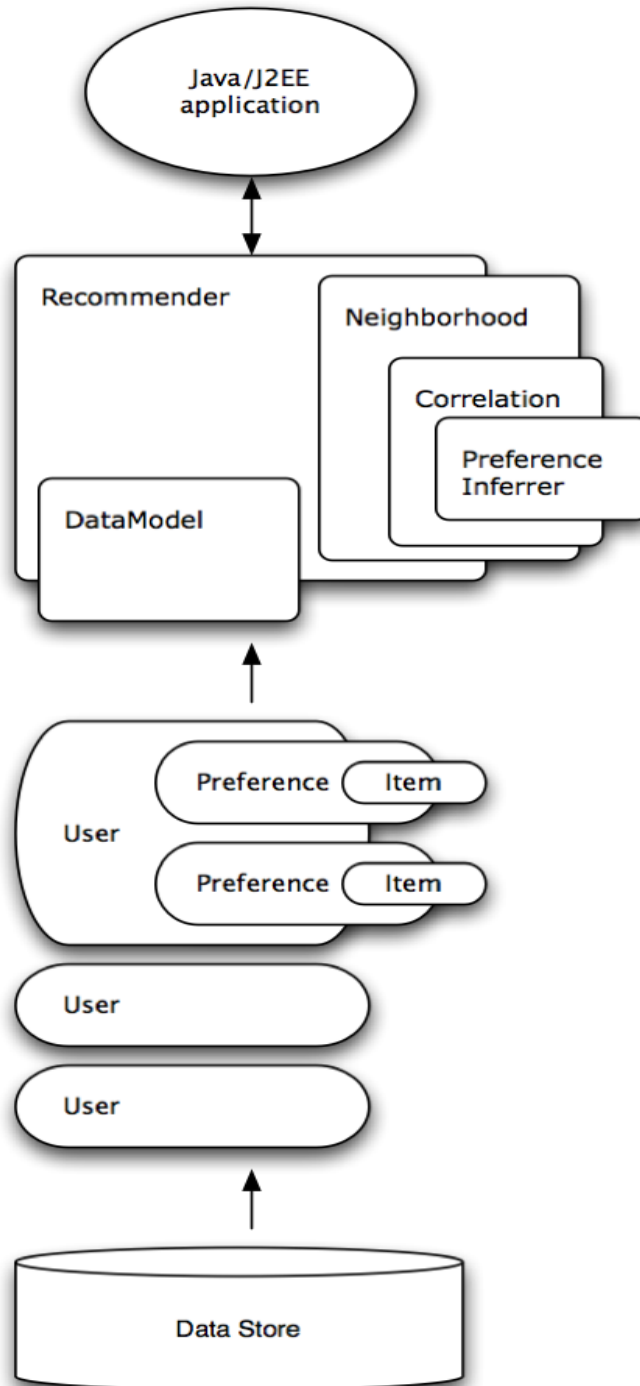 Java/J2EE
application
Recommender
Neighborhood
Correlation
Preference
Inferrer
DataModel
Preference
Item
User
Preference
Item
User
User
Data Store